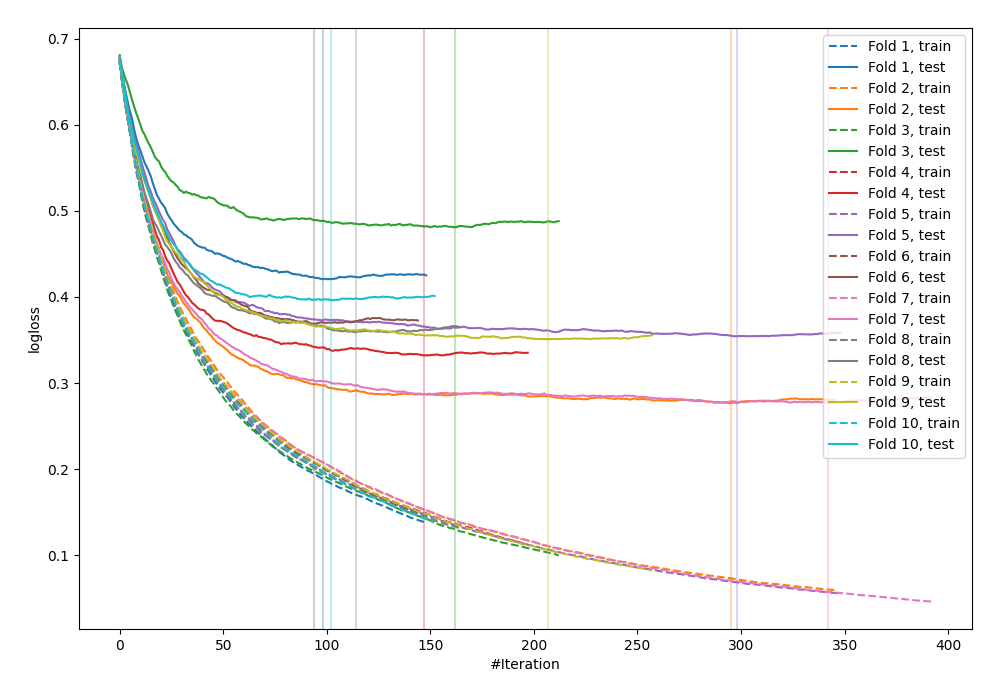 0.7
0.6
0.5
0.4
0.3
0.2
0.1
logloss
0
50
100
150
200
250
300
350
400
#Iteration
Fold 1, train
Fold 1, test
Fold 2, train
Fold 2, test
Fold 3, train
Fold 3, test
Fold 4, train
Fold 4, test
Fold 5, train
Fold 5, test
Fold 6, train
Fold 6, test
Fold 7, train
Fold 7, test
Fold 8, train
Fold 8, test
Fold 9, train
Fold 9, test
Fold 10, train
Fold 10, test